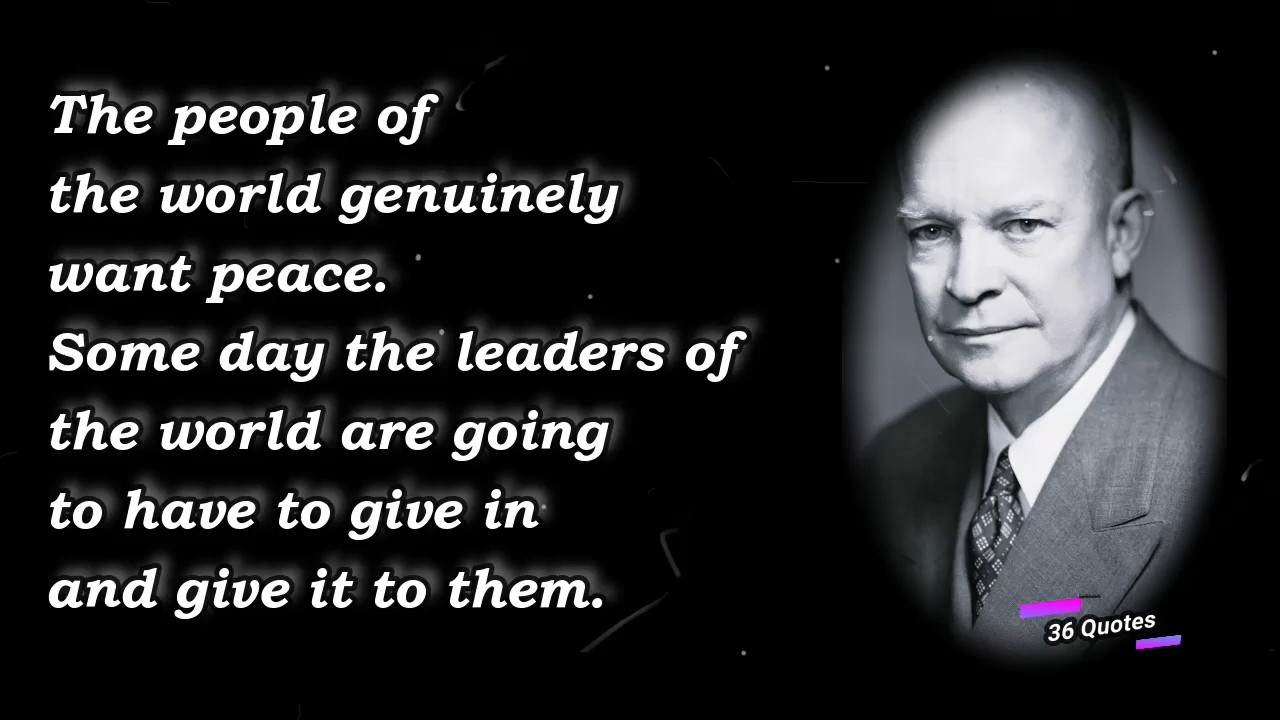 The people of
the world genuinely
want peace.
Some day the leaders of
the world are going
to have to give in
and give it to them.
36 Quotes